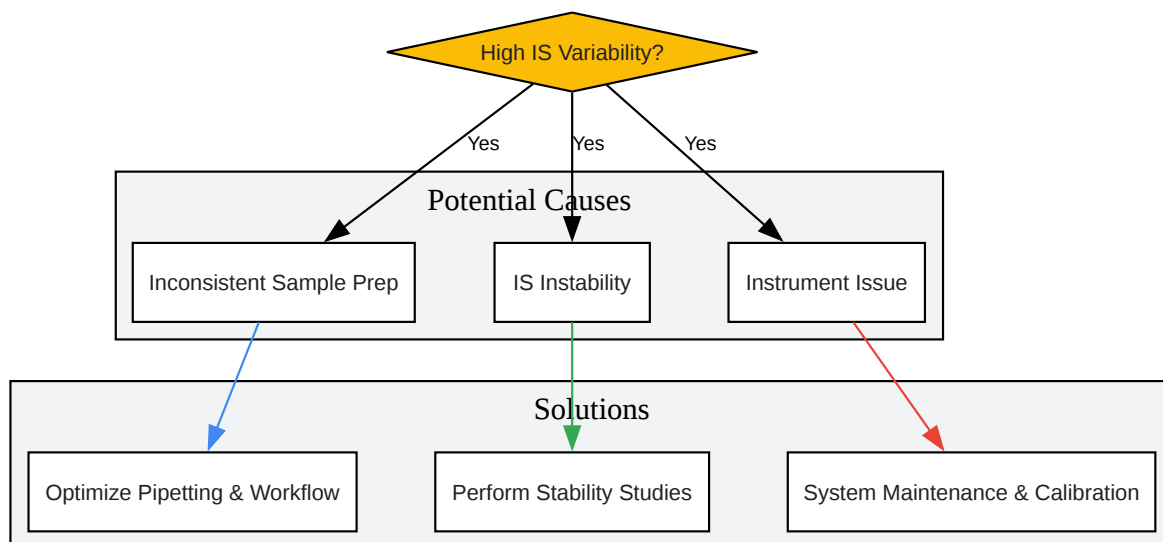 High IS Variability?
Yes
Yes
Yes
Potential Causes
Inconsistent Sample Prep
IS Instability
Instrument Issue
Solutions
Optimize Pipetting & Workflow
Perform Stability Studies
System Maintenance & Calibration